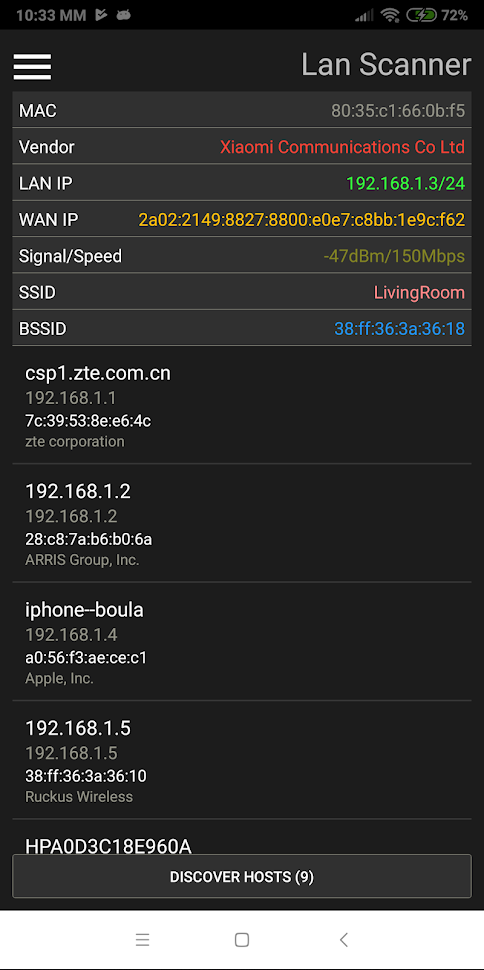 10:33 MM 72%
Lan Scanner
MAC 80:35:c1:66:0b:f5
Vendor Xiaomi Communications Co Ltd
LAN IP 192.168.1.3/24
WAN IP 2a02:2149:8827:8800:e0e7:c8bb:1e9c:f62
Signal/Speed -47dBm/150Mbps
SSID LivingRoom
BSSID 38:ff:36:3a:36:18
csp1.zte.com.cn
192.168.1.1
7c:39:53:8e:e6:4c
zte corporation
192.168.1.2
192.168.1.2
28:c8:7a:b6:b0:6a
ARRIS Group, Inc.
iphone--boula
192.168.1.4
a0:56:f3:ae:ce:c1
Apple, Inc.
192.168.1.5
192.168.1.5
38:ff:36:3a:36:10
Ruckus Wireless
HPA0D3C18E960A
DISCOVER HOSTS (9)